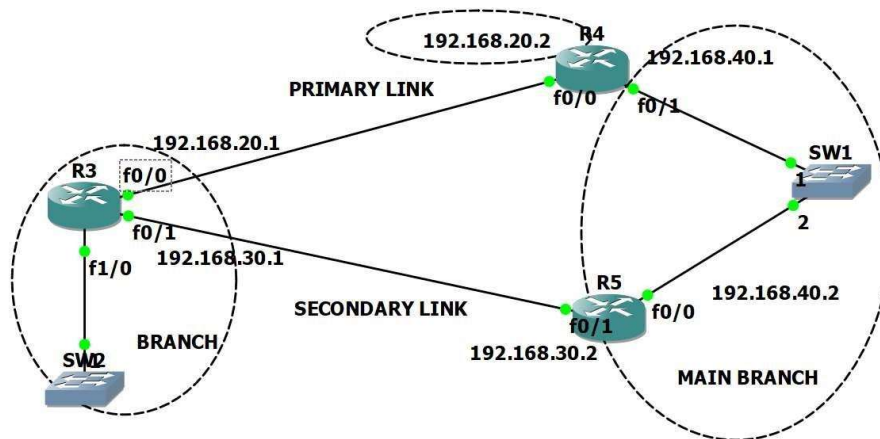 192.168.20.2
R4
192.168.40.1
PRIMARY LINK
f0/0
f0/1
192.168.20.1
SW1
R3
f0/0
1
f0/1
2
192.168.30.1
f1/0
R5
f0/0
192.168.40.2
SECONDARY LINK
f0/1
BRANCH
192.168.30.2
SW2
MAIN BRANCH